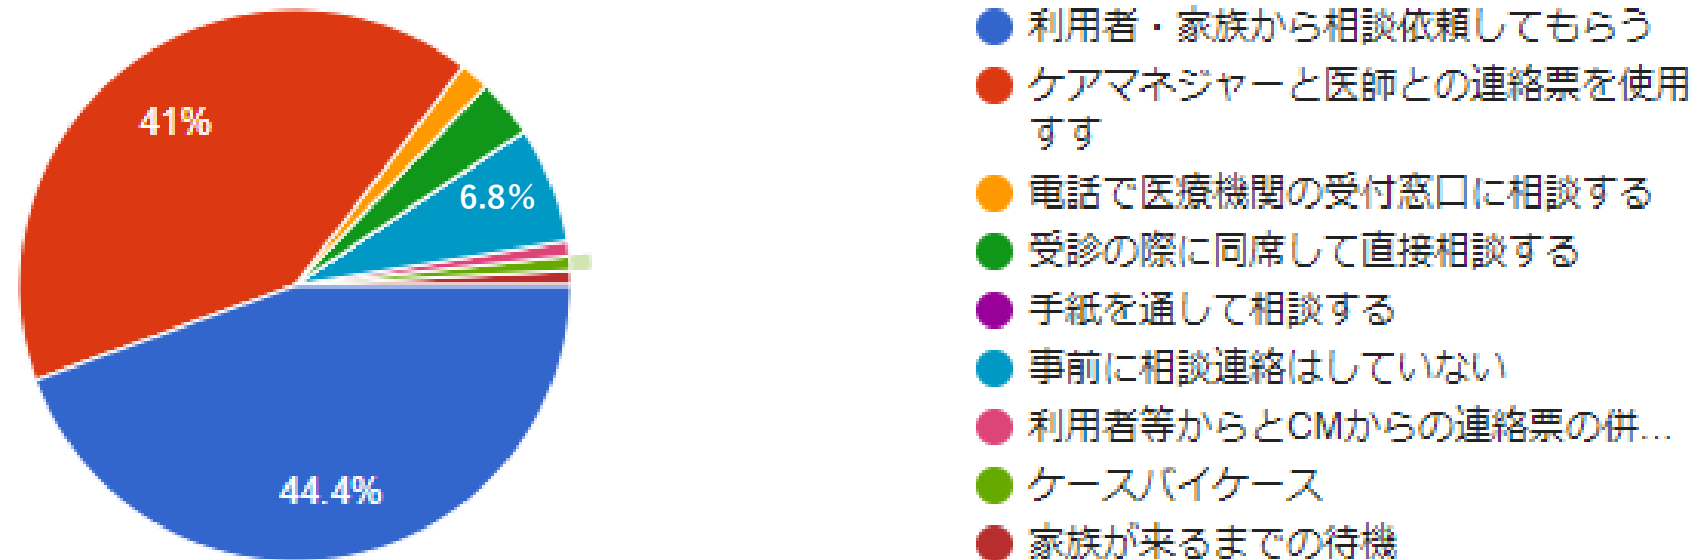 41%
6.8%
44.4%
利用者・家族から相談依頼してもらう
ケアマネジャーと医師との連絡票を使用
すす
電話で医療機関の受付窓口に相談する
受診の際に同席して直接相談する
手紙を通して相談する
事前に相談連絡はしていない
利用者等からとCMからの連絡票の併...
ケースバイケース
家族が来るまでの待機